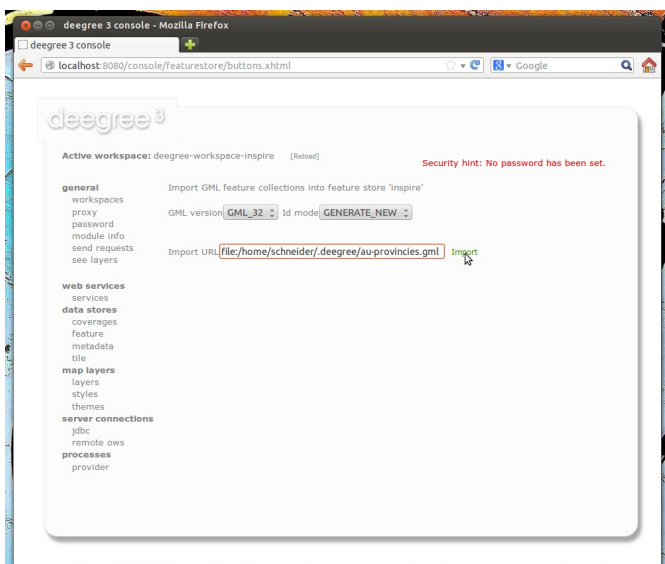 deegree 3 console - Mozilla Firefox
deegree 3 console
localhost:8080/console/featurestore/buttons.xhtml
Google
deegree 3
Active workspace: deegree-workspace-inspire [Reload]
Security hint: No password has been set.
general
workspaces
proxy
password
module info
send requests
see layers
web services
services
data stores
coverages
feature
metadata
tile
map layers
layers
styles
themes
server connections
jdbc
remote ows
processes
provider
Import GML feature collections into feature store 'inspire'
GML version GML_32 Id mode GENERATE_NEW
Import URL file:/home/schneider/.deegree/au-provincies.gml Import